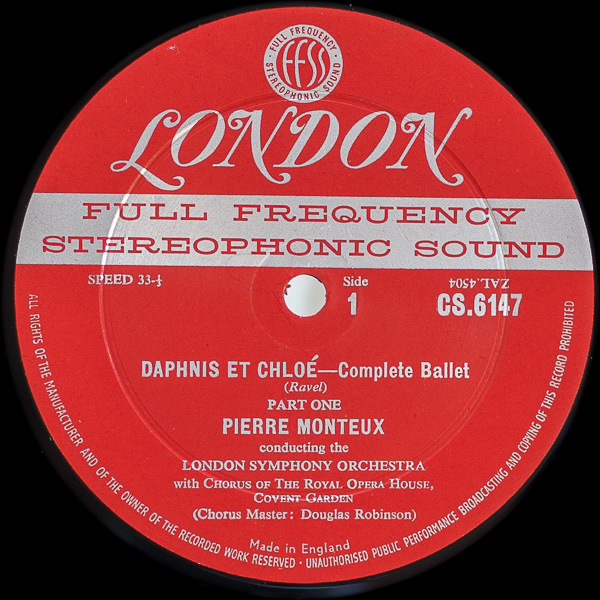 · FULL FREQUENCY ·
STEREOPHONIC SOUND
FFSS
LONDON
FULL FREQUENCY
STEREOPHONIC SOUND
SPEED 33-⅓
Side
1
ZAL.4504
CS.6147
DAPHNIS ET CHLOÉ—Complete Ballet
(Ravel)
PART ONE
PIERRE MONTEUX
conducting the
LONDON SYMPHONY ORCHESTRA
with CHORUS OF THE ROYAL OPERA HOUSE,
COVENT GARDEN
(Chorus Master: Douglas Robinson)
Made in England
ALL RIGHTS OF THE MANUFACTURER AND OF THE OWNER OF THE RECORDED WORK RESERVED · UNAUTHORISED PUBLIC PERFORMANCE BROADCASTING AND COPYING OF THIS RECORD PROHIBITED